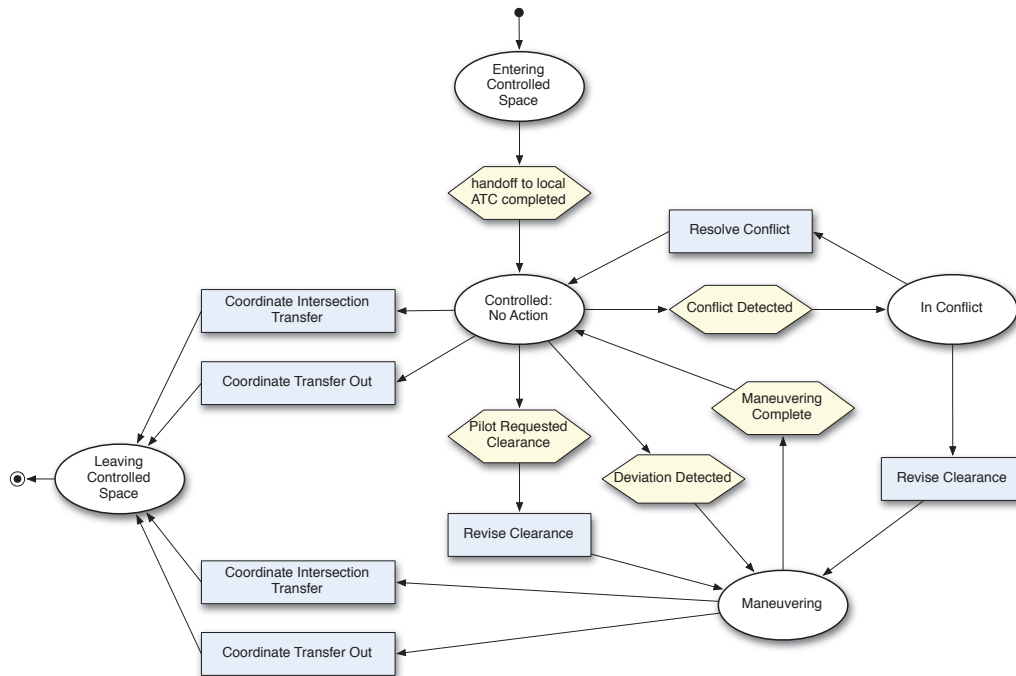 Entering
Controlled
Space
handoff to local
ATC completed
Resolve Conflict
Coordinate Intersection
Transfer
Controlled:
No Action
Conflict Detected
In Conflict
Coordinate Transfer Out
Maneuvering
Complete
Pilot Requested
Clearance
Leaving
Controlled
Space
Deviation Detected
Revise Clearance
Revise Clearance
Coordinate Intersection
Transfer
Maneuvering
Coordinate Transfer Out